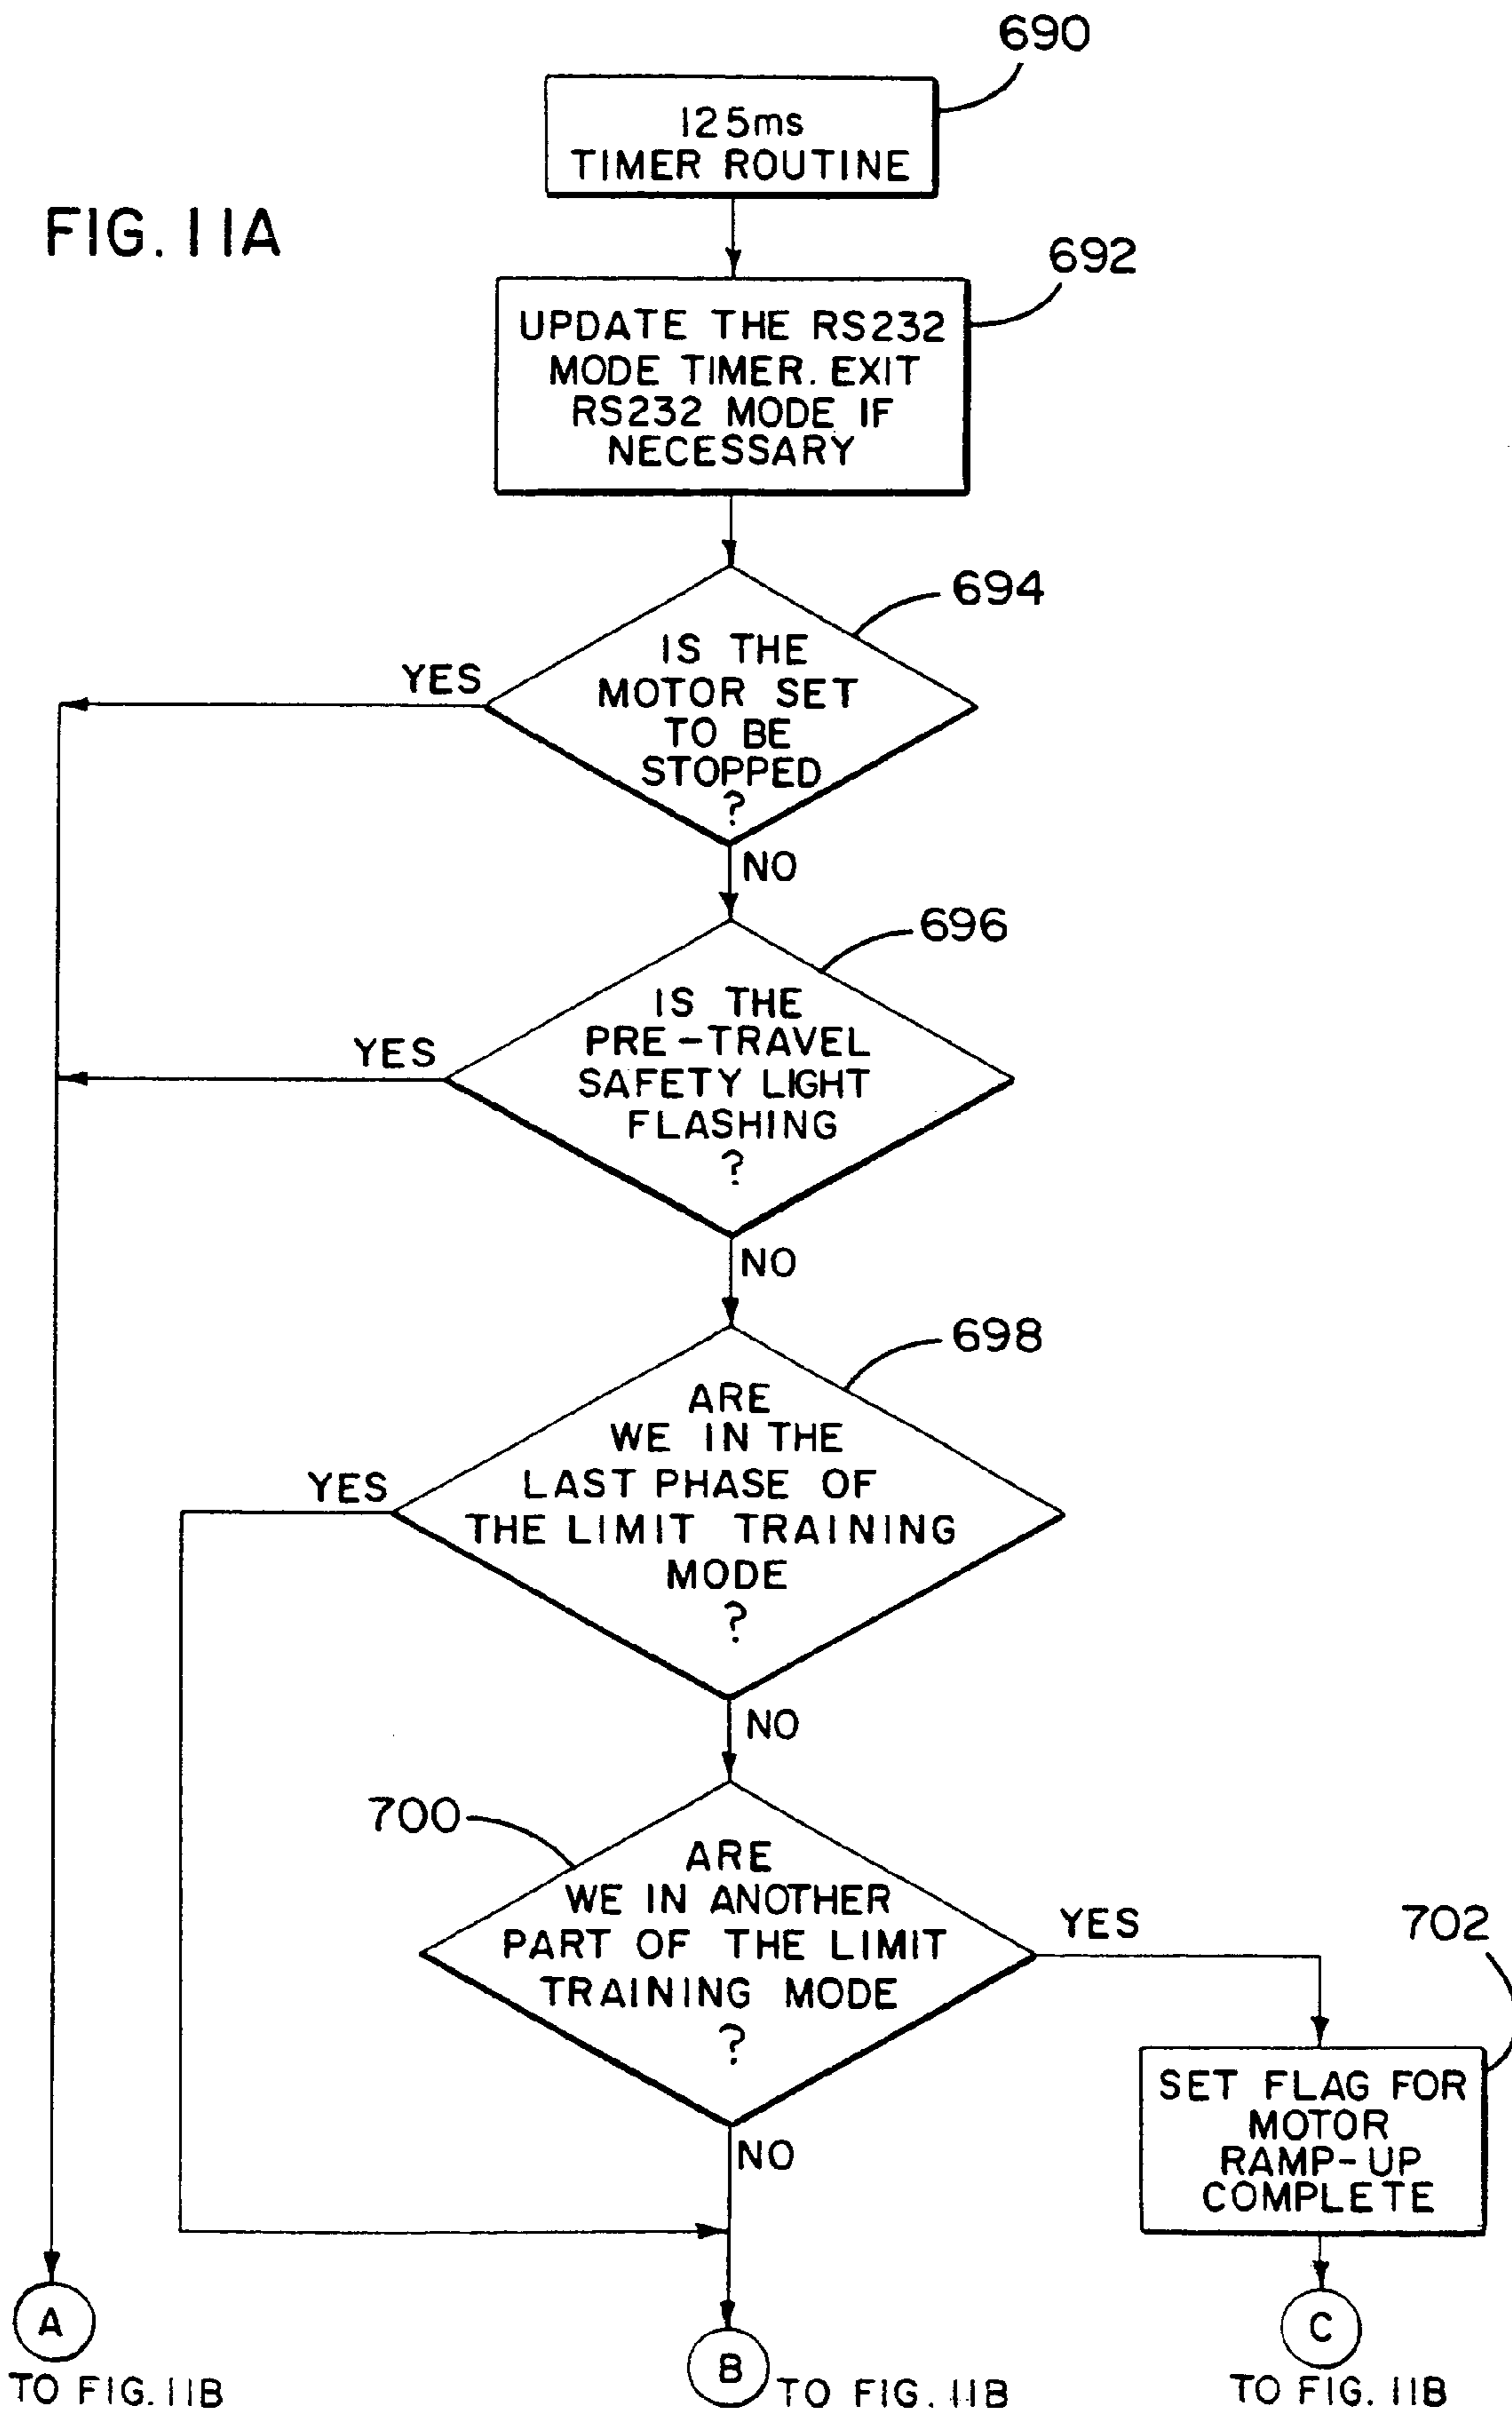 690
125ms
TIMER ROUTINE
FIG. 11A
692
UPDATE THE RS232
MODE TIMER. EXIT
RS232 MODE IF
NECESSARY
694
IS THE
MOTOR SET
TO BE
STOPPED
?
YES
NO
696
IS THE
PRE-TRAVEL
SAFETY LIGHT
FLASHING
?
YES
NO
698
ARE
WE IN THE
LAST PHASE OF
THE LIMIT TRAINING
MODE
?
YES
NO
700
ARE
WE IN ANOTHER
PART OF THE LIMIT
TRAINING MODE
?
YES
NO
702
SET FLAG FOR
MOTOR
RAMP-UP
COMPLETE
A
TO FIG. 11B
B
TO FIG. 11B
C
TO FIG. 11B